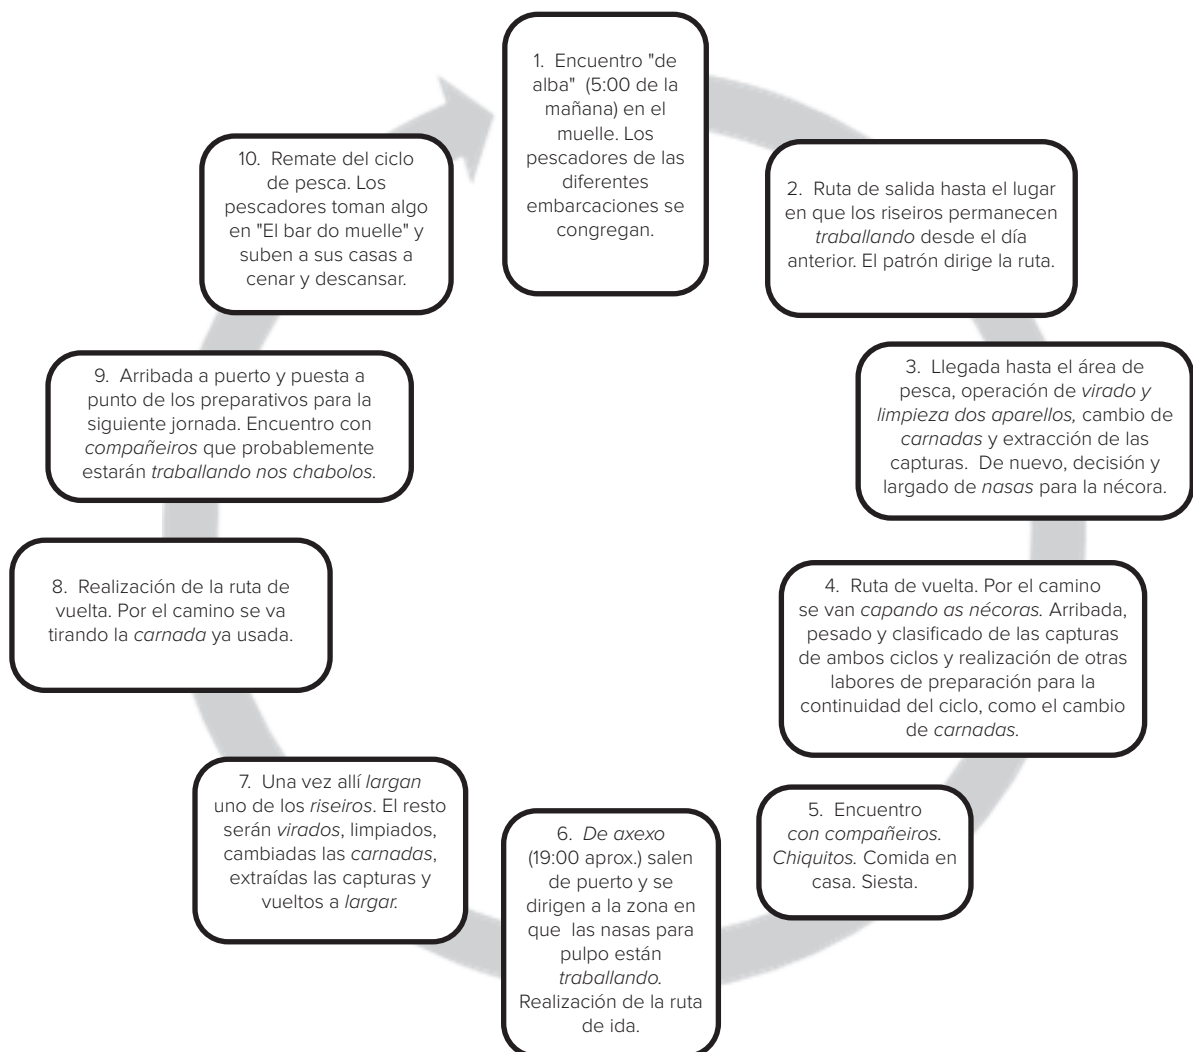 1. Encuentro "de
alba" (5:00 de la
mañana) en el
muelle. Los
pescadores de las
diferentes
embarcaciones se
congregan.
2. Ruta de salida hasta el lugar
en que los riseiros permanecen
traballando desde el día
anterior. El patrón dirige la ruta.
3. Llegada hasta el área de
pesca, operación de virado y
limpieza dos aparellos, cambio de
carnadas y extracción de las
capturas. De nuevo, decisión y
largado de nasas para la nécora.
4. Ruta de vuelta. Por el camino
se van capando as nécoras. Arribada,
pesado y clasificado de las capturas
de ambos ciclos y realización de otras
labores de preparación para la
continuidad del ciclo, como el cambio
de carnadas.
5. Encuentro
con compañeiros.
Chiquitos. Comida en
casa. Siesta.
6. De axexo
(19:00 aprox.) salen
de puerto y se
dirigen a la zona en
que las nasas para
pulpo están
traballando.
Realización de la ruta
de ida.
7. Una vez allí largan
uno de los riseiros. El resto
serán virados, limpiados,
cambiadas las carnadas,
extraídas las capturas y
vueltos a largar.
8. Realización de la ruta de
vuelta. Por el camino se va
tirando la carnada ya usada.
9. Arribada a puerto y puesta a
punto de los preparativos para la
siguiente jornada. Encuentro con
compañeiros que probablemente
estarán traballando nos chabolos.
10. Remate del ciclo
de pesca. Los
pescadores toman algo
en "El bar do muelle" y
suben a sus casas a
cenar y descansar.